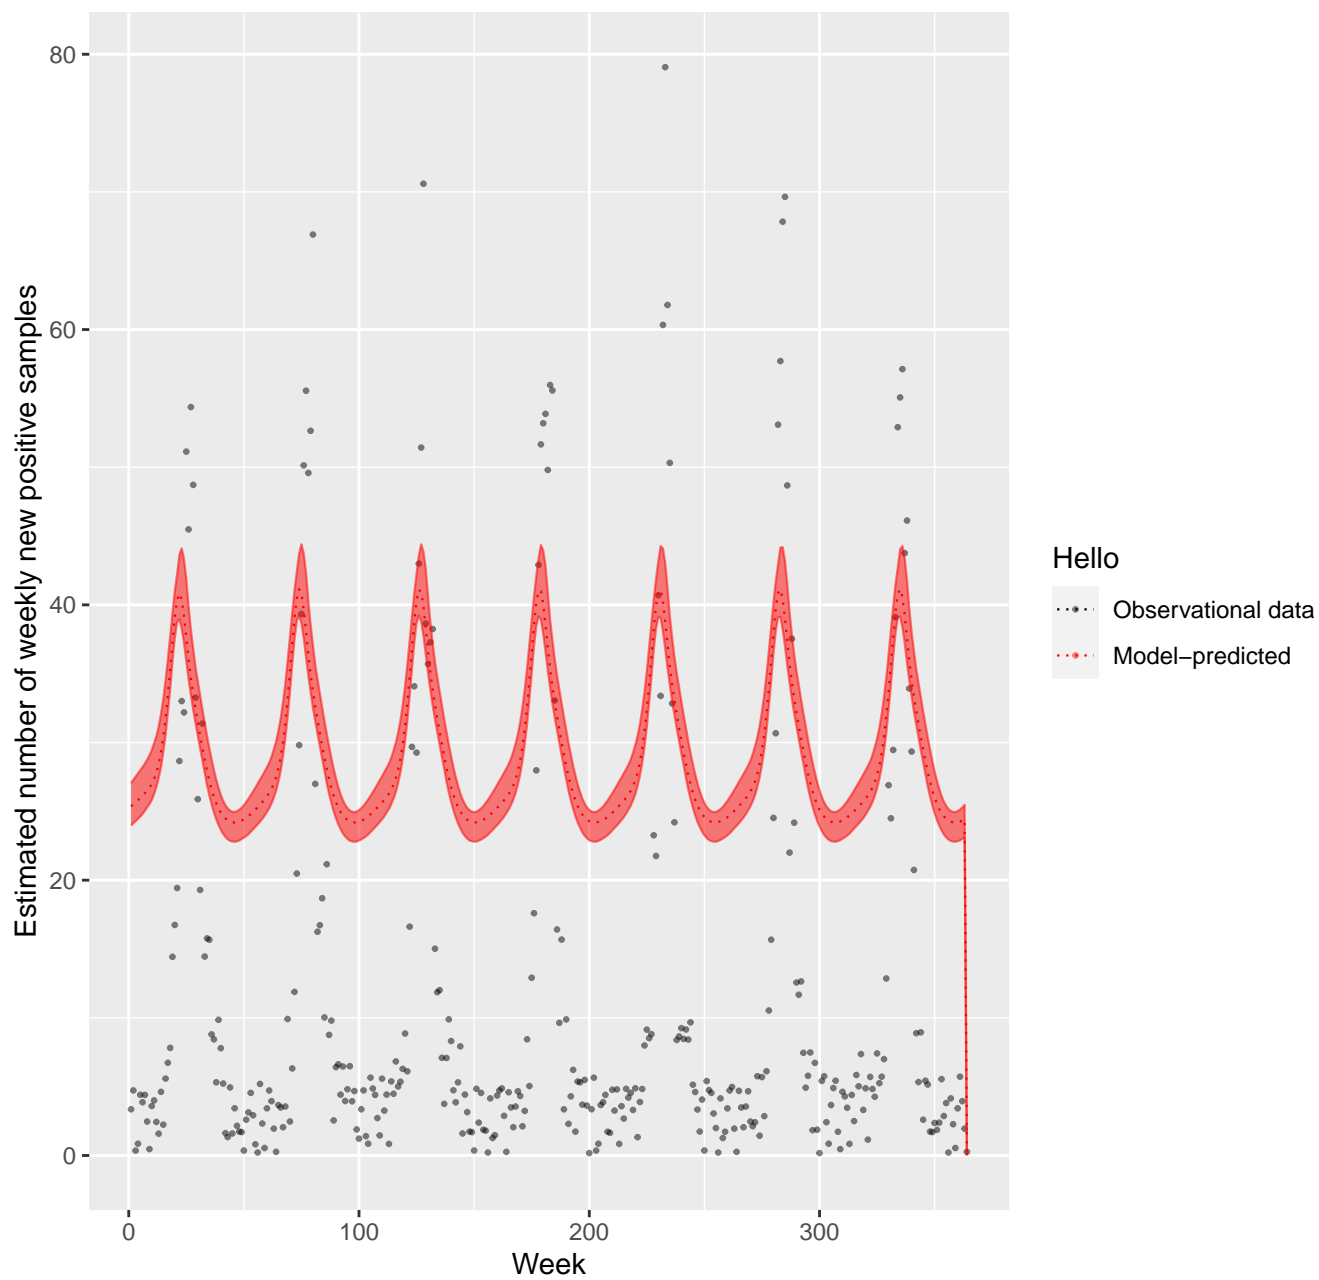 80
60
40
20
0
0 100 200 300
Week
Estimated number of weekly new positive samples
Hello
Observational data
Model−predicted